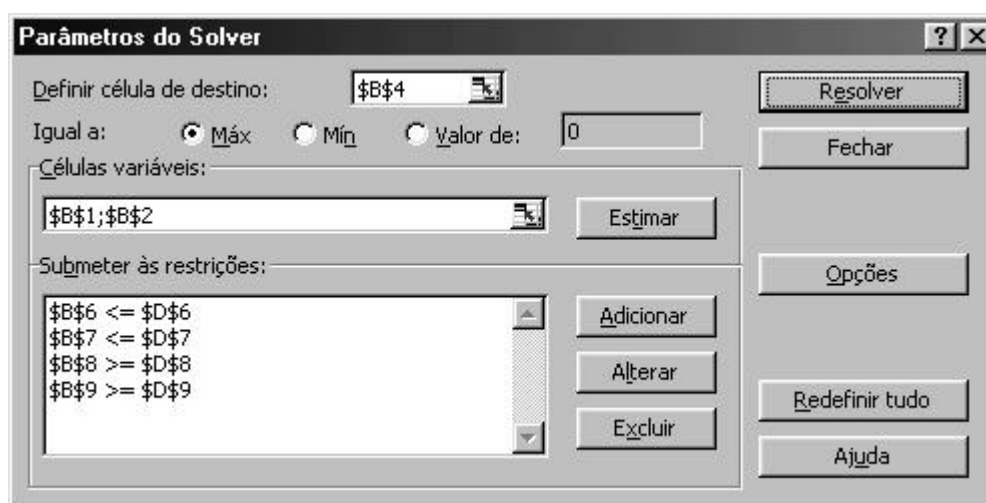 Parâmetros do Solver
Definir célula de destino: $B$4
Resolver
Igual a: Máx Mín Valor de: 0
Fechar
Células variáveis:
$B$1;$B$2
Estimar
Submeter às restrições:
Opções
$B$6 <= $D$6
$B$7 <= $D$7
$B$8 >= $D$8
$B$9 >= $D$9
Adicionar
Alterar
Excluir
Redefinir tudo
Ajuda